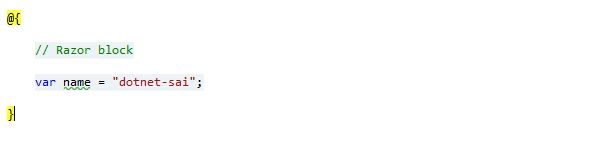 @{
// Razor block
var name = "dotnet-sai";
}